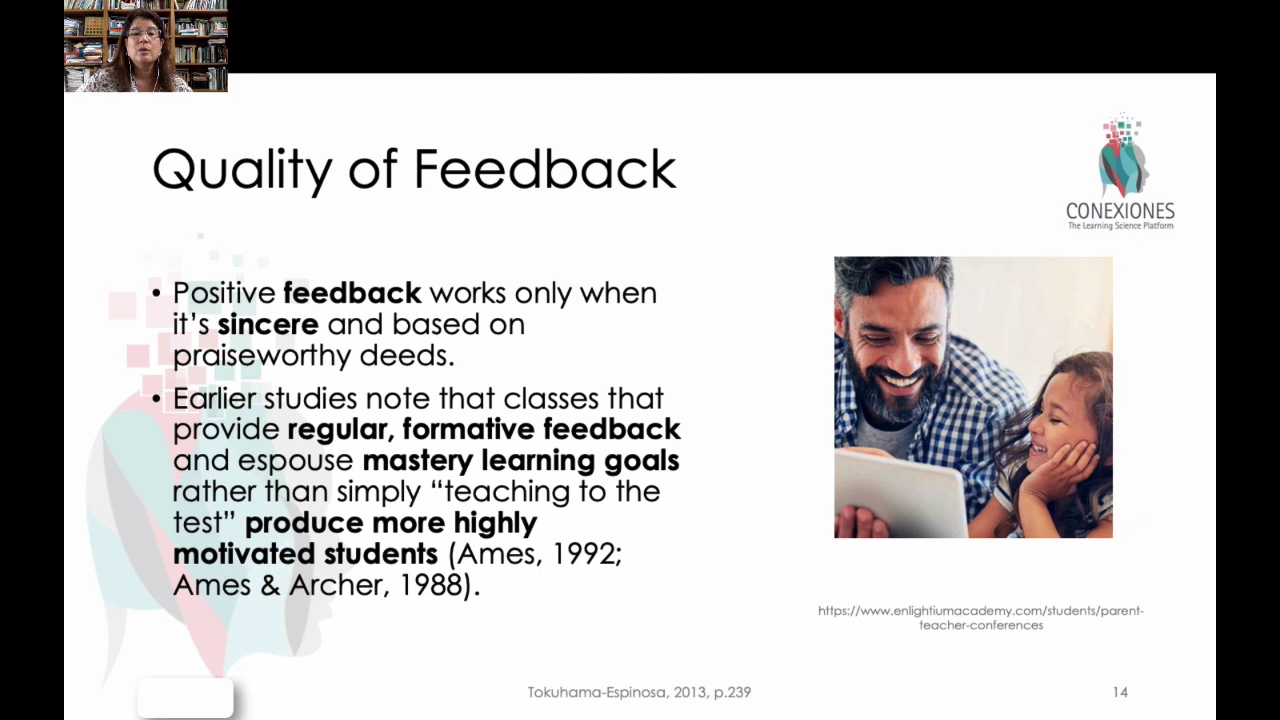 Quality of Feedback
CONEXIONES
The Learning Science Platform
• Positive feedback works only when
it's sincere and based on
praiseworthy deeds.
• Earlier studies note that classes that
provide regular, formative feedback
and espouse mastery learning goals
rather than simply “teaching to the
test” produce more highly
motivated students (Ames, 1992;
Ames & Archer, 1988).
https://www.enlightiumacademy.com/students/parent-
teacher-conferences
Tokuhama-Espinosa, 2013, p.239
14